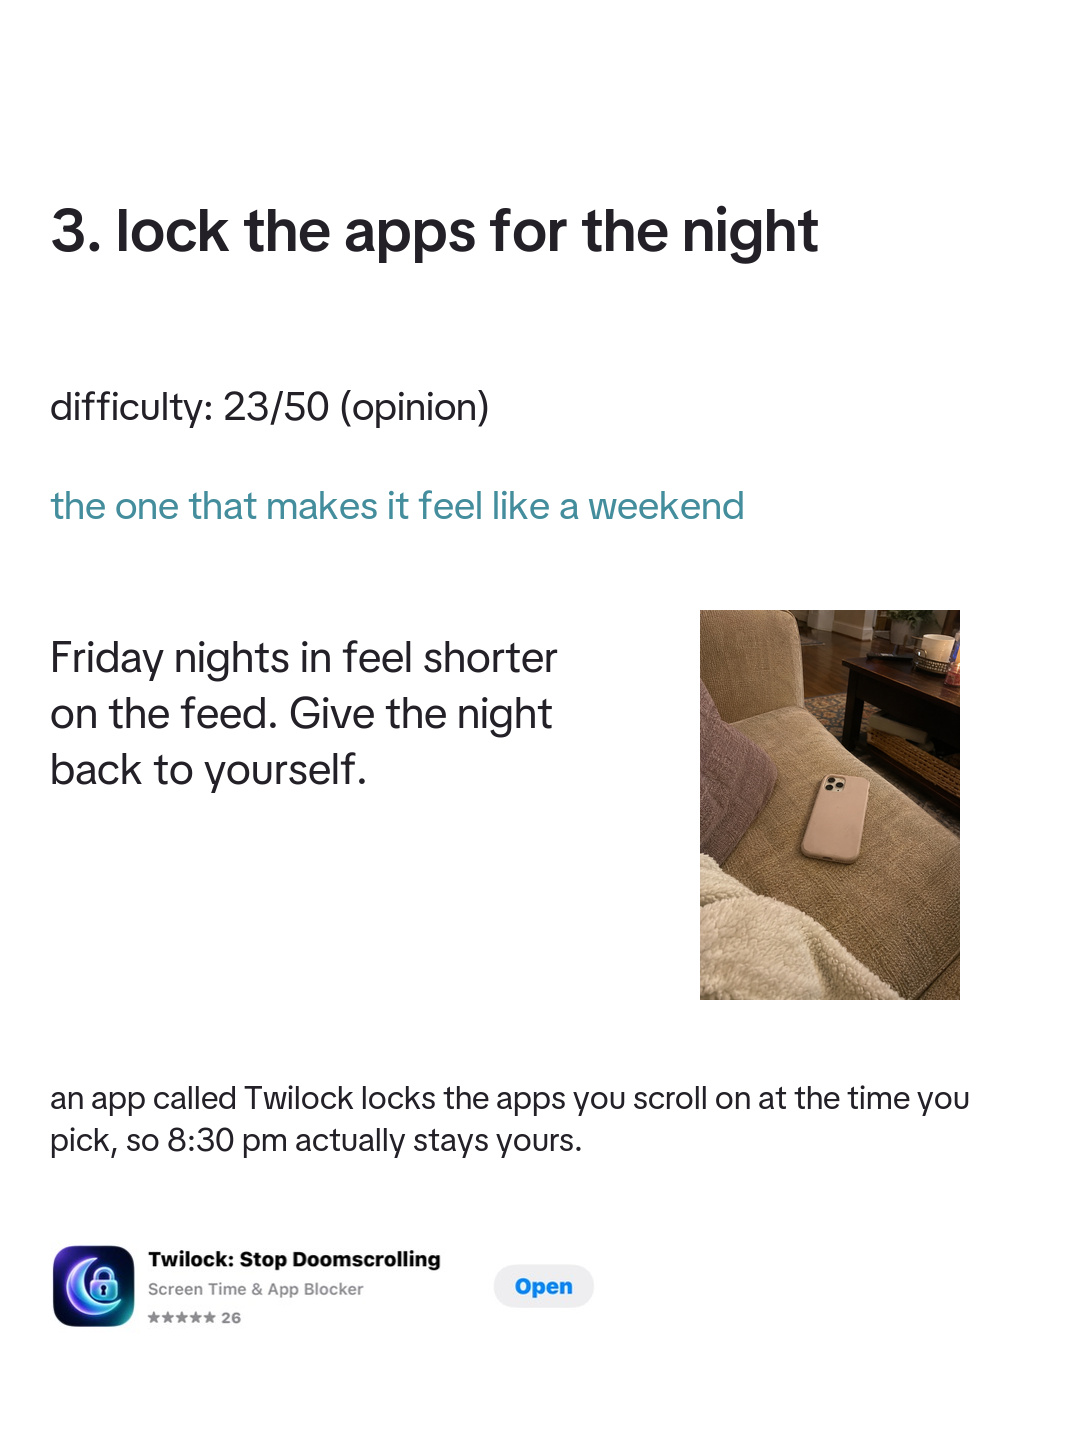 3. lock the apps for the night
difficulty: 23/50 (opinion)
the one that makes it feel like a weekend
Friday nights in feel shorter
on the feed. Give the night
back to yourself.
an app called Twilock locks the apps you scroll on at the time you
pick, so 8:30 pm actually stays yours.
Twilock: Stop Doomscrolling
Screen Time & App Blocker
★★★★★ 26
Open